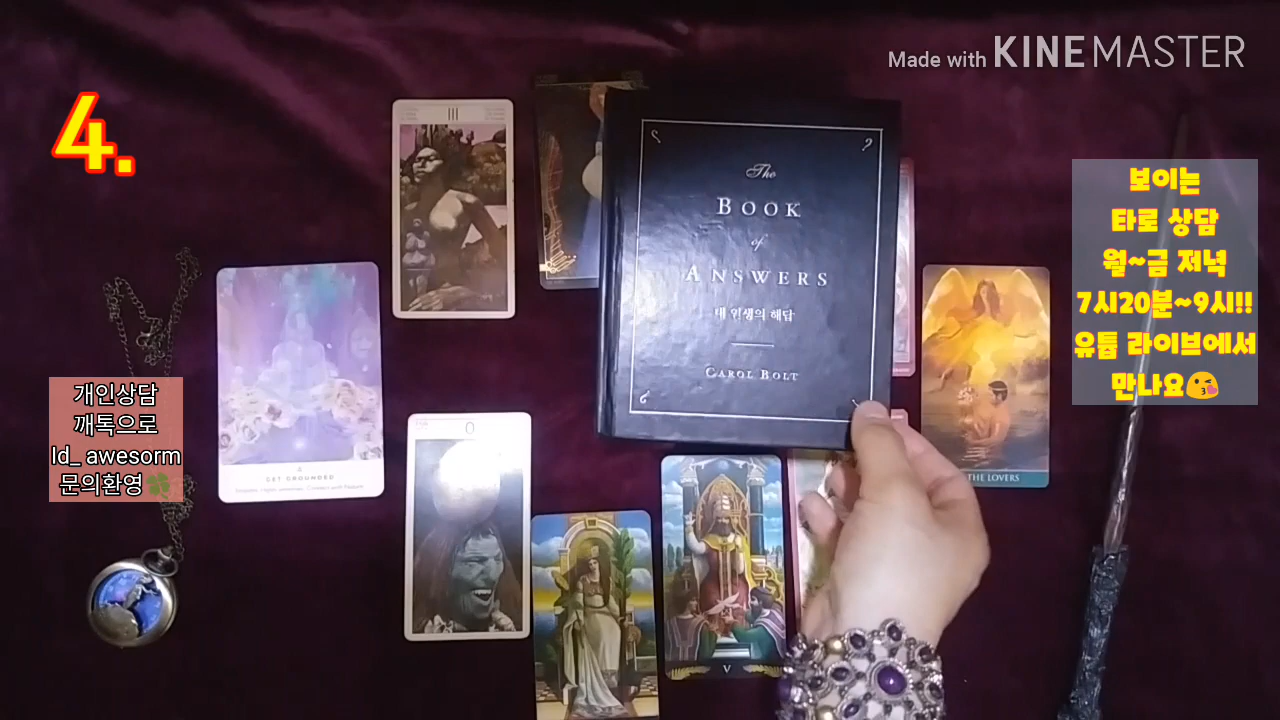 Made with KINEMASTER
4.
III
The
BOOK
of
ANSWERS
내 인생의 해답
CAROL BOLT
보이는
타로 상담
월~금 저녁
7시20분~9시!!
유튭 라이브에서
만나요😘
개인상담
깨톡으로
Id_ awesorm
문의환영🍀
GET GROUNDED
0
THE LOVERS
V